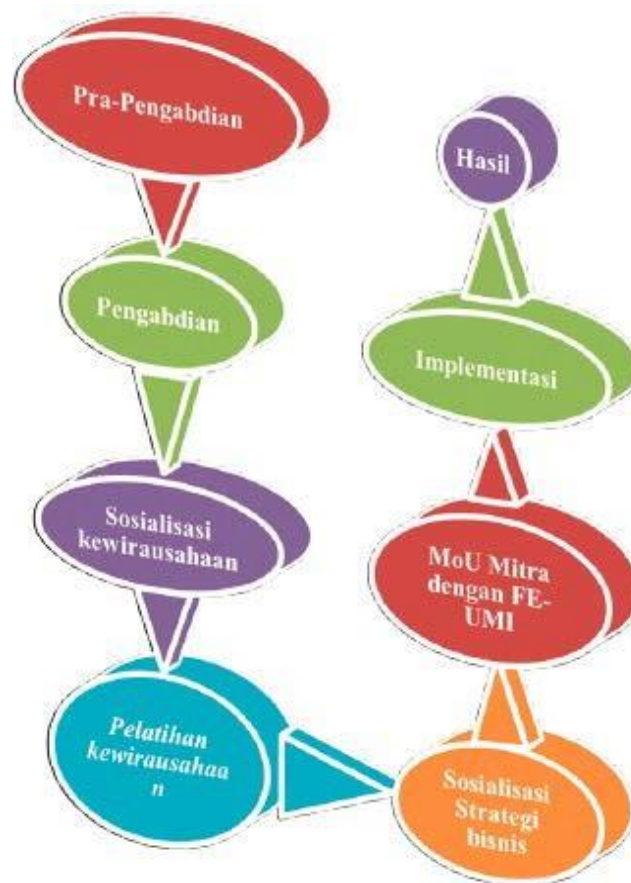 Pra-Pengabdian
Pengabdian
Sosialisasi
kewirausahaan
Pelatihan
kewirausahaa
n
Sosialisasi
Strategi
bisnis
MoU Mitra
dengan FE-
UMI
Implementasi
Hasil